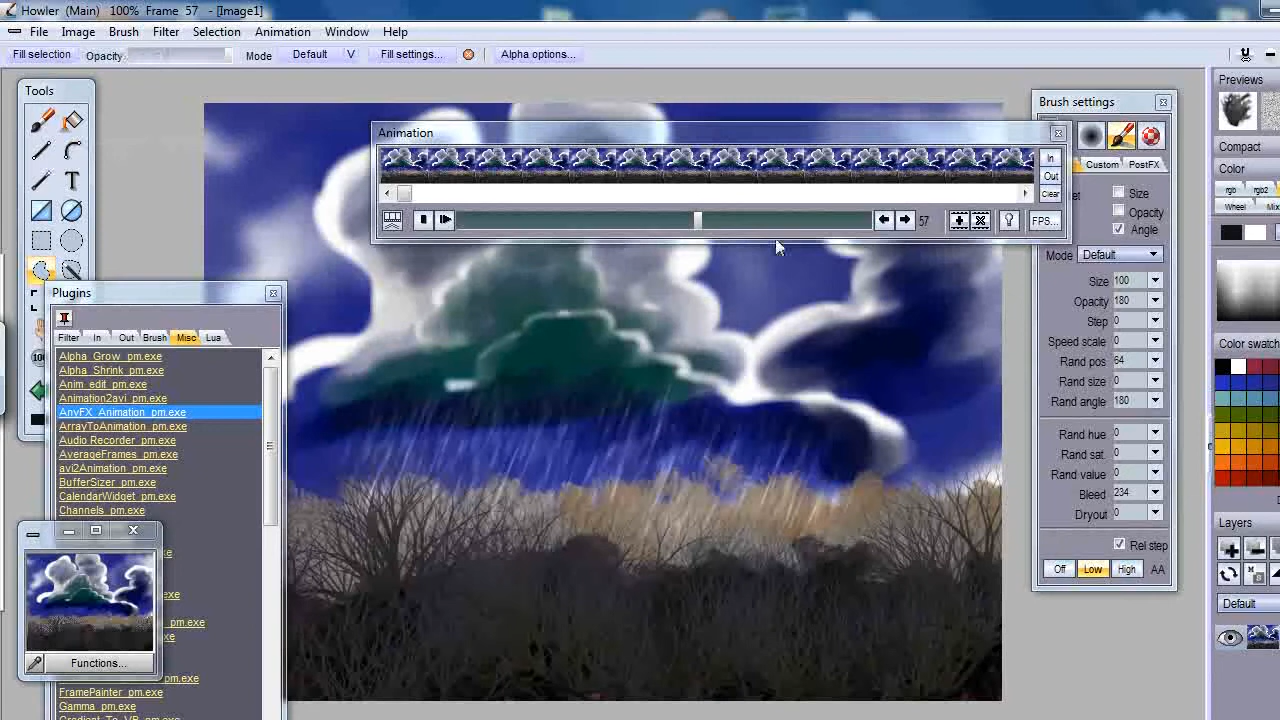 Howler (Main) 100% Frame 57 - [Image1]
File Image Brush Filter Selection Animation Window Help
Fill selection Opacity Mode Default V Fill settings... Alpha options...
Tools
Plugins
Filter In Out Brush Misc Lua
Alpha_Grow_pm.exe
Alpha_Shrink_pm.exe
Anim_edit_pm.exe
Animation2avi_pm.exe
AnyFX_Animation_pm.exe
ArrayToAnimation_pm.exe
Audio Recorder_pm.exe
AverageFrames_pm.exe
avi2Animation_pm.exe
BufferSizer_pm.exe
CalendarWidget_pm.exe
Channels_pm.exe
Functions...
FramePainter_pm.exe
Gamma_pm.exe
Animation
In
Out
Clear
57
FPS...
Brush settings
Custom PostFX
Size
Opacity
Angle
Mode Default
Size 100
Opacity 180
Step 0
Speed scale 0
Rand pos 64
Rand size 0
Rand angle 180
Rand hue 0
Rand sat. 0
Rand value 0
Bleed 234
Dryout 0
Rel step
Off Low High AA
Previews
Compact
Color
rgb rgb2
Wheel
Color swatch
Layers
Default